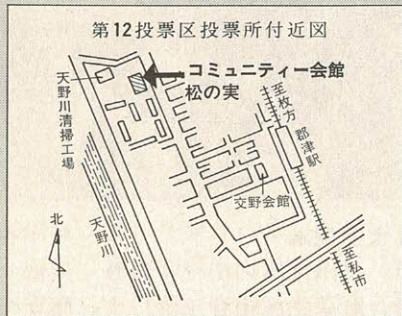 第12投票区投票所付近図
コミュニティー会館
松の実
天野川清掃工場
天野川
北
至枚方
郡津駅
交野会館
至私市